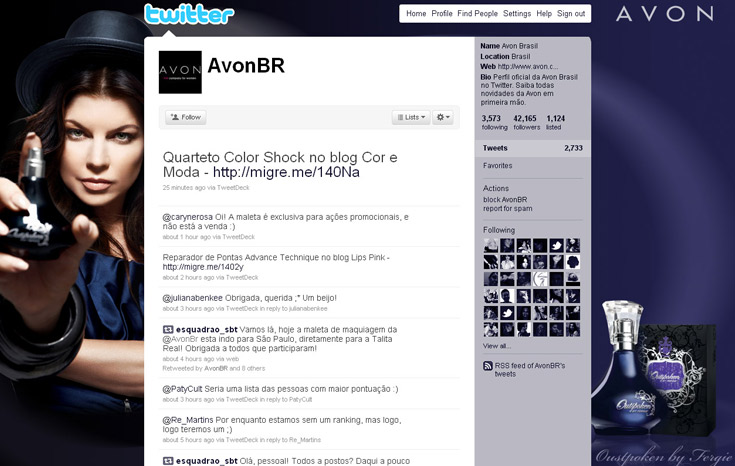 twitter
Home Profile Find People Settings Help Sign out
AVON
AVON
AvonBR
Follow
Lists
Quarteto Color Shock no blog Cor e
Moda - http://migre.me/140Na
25 minutes ago via TweetDeck
@carynerosa Oi! A maleta é exclusiva para ações promocionais, e
não está a venda :)
about 1 hour ago via TweetDeck
Reparador de Pontas Advance Technique no blog Lips Pink -
http://migre.me/1402y
about 2 hours ago via TweetDeck
@julianabenkee Obrigada, querida ;* Um beijo!
about 3 hours ago via TweetDeck in reply to julianabenkee
esquadrao_sbt Vamos lá, hoje a maleta de maquiagem da
@AvonBr esta indo para São Paulo, diretamente para a Talita
Real! Obrigada a todos que participaram!
about 4 hours ago via web
Retweeted by AvonBR and 6 others
@PatyCult Seria uma lista das pessoas com maior pontuação :)
about 3 hours ago via TweetDeck in reply to PatyCult
@Re_Martins Por enquanto estamos sem um ranking, mas logo,
logo teremos um ;)
about 5 hours ago via TweetDeck in reply to Re_Martins
esquadrao_sbt Olá, pessoal! Todos a postos? Daqui a pouco
Name Avon Brasil
Location Brasil
Web http://www.avon.c...
Bio Perfil oficial da Avon Brasil
no Twitter. Saiba todas
novidades da Avon em
primeira mão.
3,573 42,165 1,124
following followers listed
Tweets 2,733
Favorites
Actions
block AvonBR
report for spam
Following
View all...
RSS feed of AvonBR's
tweets
Outspoken
Outspoken
Oustpoken by Fergie